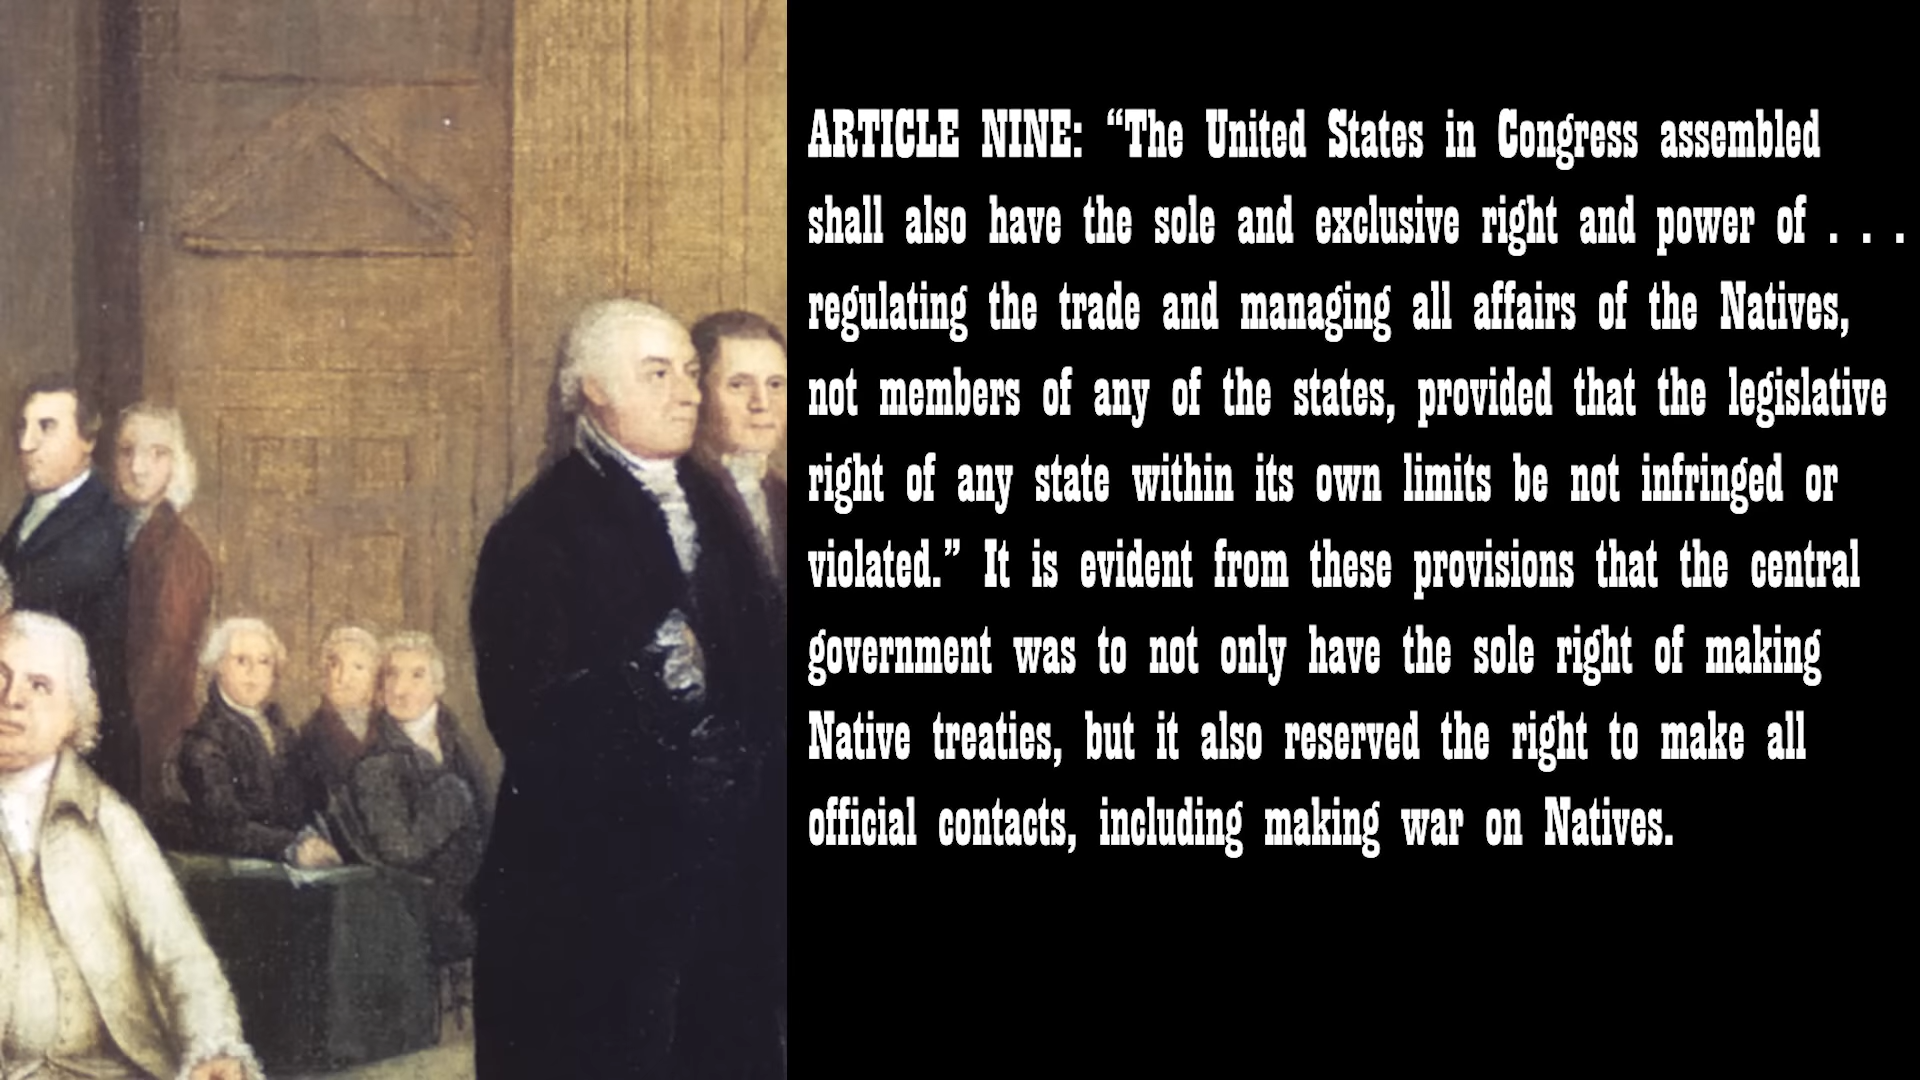 ARTICLE NINE: “The United States in Congress assembled
shall also have the sole and exclusive right and power of . . .
regulating the trade and managing all affairs of the Natives,
not members of any of the states, provided that the legislative
right of any state within its own limits be not infringed or
violated.” It is evident from these provisions that the central
government was to not only have the sole right of making
Native treaties, but it also reserved the right to make all
official contacts, including making war on Natives.